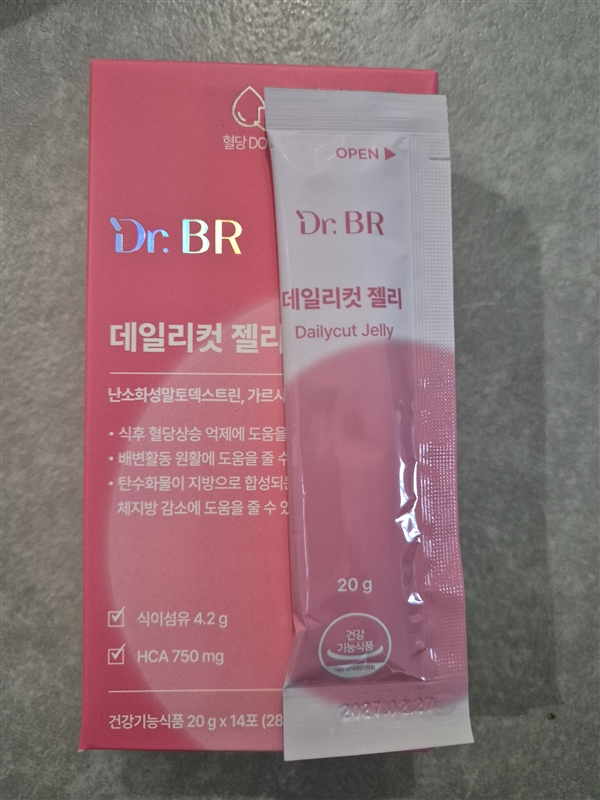 혈당 DO
Dr. BR
데일리컷 젤리
난소화성말토덱스트린, 가르시
• 식후 혈당상승 억제에 도움을
• 배변활동 원활에 도움을 줄 수
• 탄수화물이 지방으로 합성되는
체지방 감소에 도움을 줄 수 있
식이섬유 4.2 g
HCA 750 mg
건강기능식품 20 g x 14포 (28
OPEN ▶
Dr. BR
데일리컷 젤리
Dailycut Jelly
20 g
건강
기능식품
2027.02.27